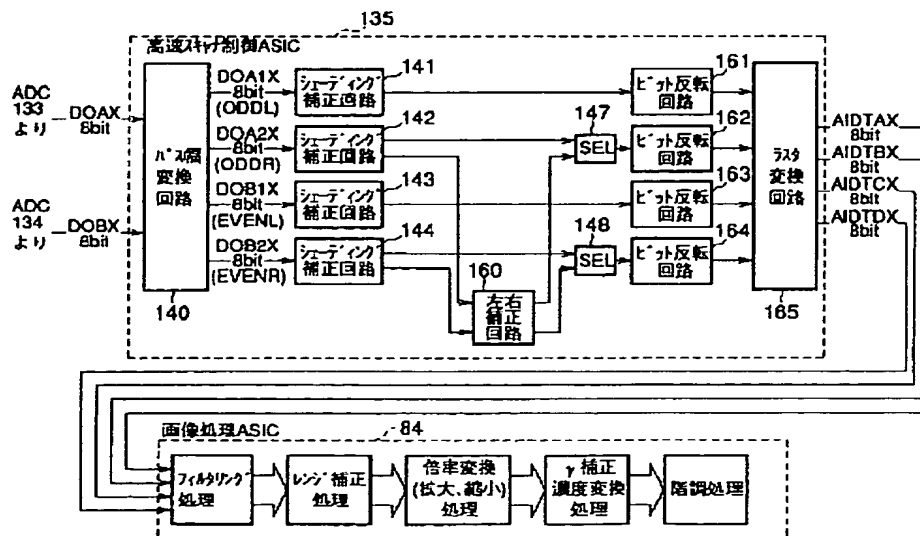 135
高速スキャナ制御ASIC
ADC
133
より
DOAX
8bit
ADC
134
より
DOBX
8bit
バス幅
変換
回路
140
DOA1X
8bit
(ODDL)
DOA2X
8bit
(ODDR)
DOB1X
8bit
(EVENL)
DOB2X
8bit
(EVENR)
シェーディング
補正回路
141
シェーディング
補正回路
142
シェーディング
補正回路
143
シェーディング
補正回路
144
160
左右
補正
回路
147
SEL
148
SEL
ビット反転
回路
161
ビット反転
回路
162
ビット反転
回路
163
ビット反転
回路
164
ラスタ
変換
回路
165
AIDTAX
8bit
AIDTBX
8bit
AIDTCX
8bit
AIDTDX
8bit
画像処理ASIC
84
フィルタリング
処理
レンジ補正
処理
倍率変換
(拡大、縮小)
処理
γ補正
濃度変換
処理
階調処理